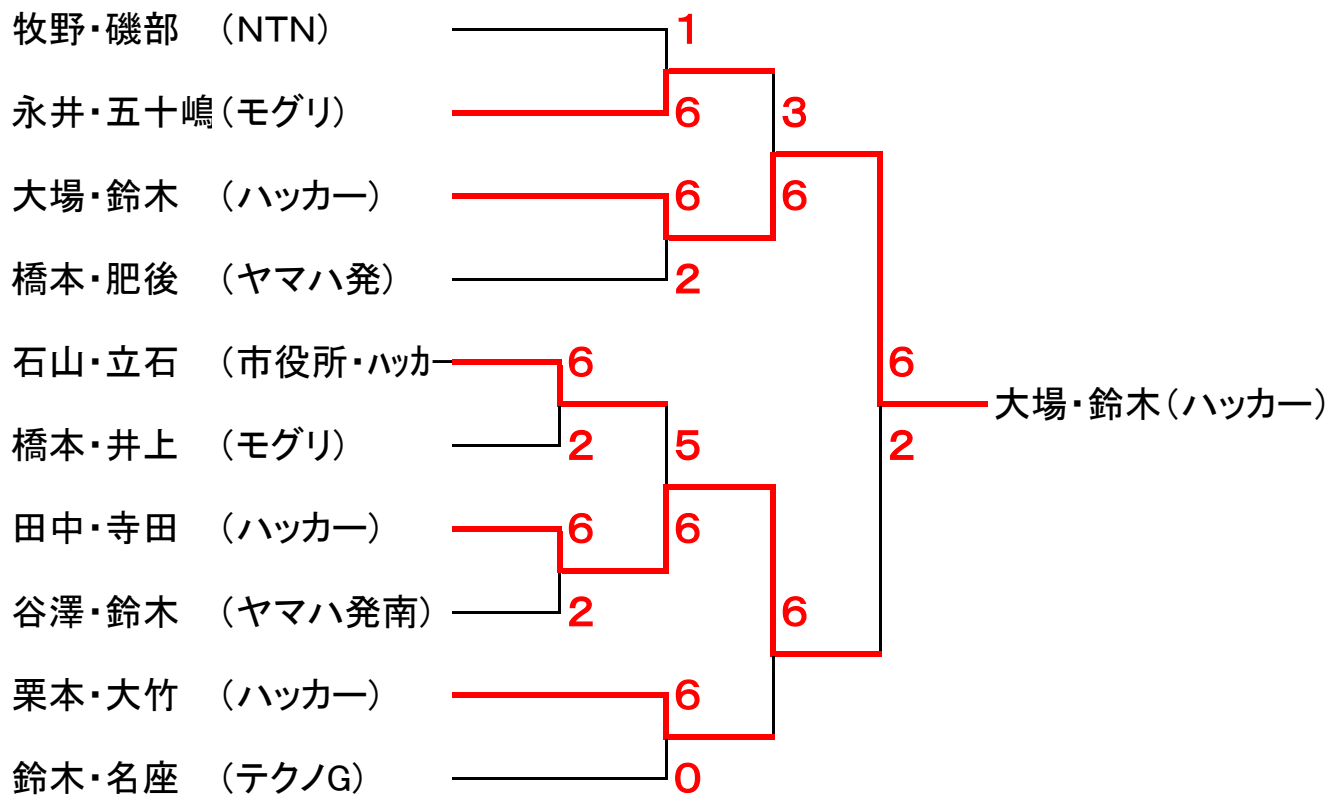 牧野・磯部　（NTN）
1
永井・五十嶋（モグリ）
6
3
大場・鈴木　（ハッカー）
6
6
橋本・肥後　（ヤマハ発）
2
石山・立石　（市役所・ハッカー
6
6
大場・鈴木（ハッカー）
橋本・井上　（モグリ）
2
5
2
田中・寺田　（ハッカー）
6
6
谷澤・鈴木　（ヤマハ発南）
2
6
栗本・大竹　（ハッカー）
6
鈴木・名座　（テクノG）
0